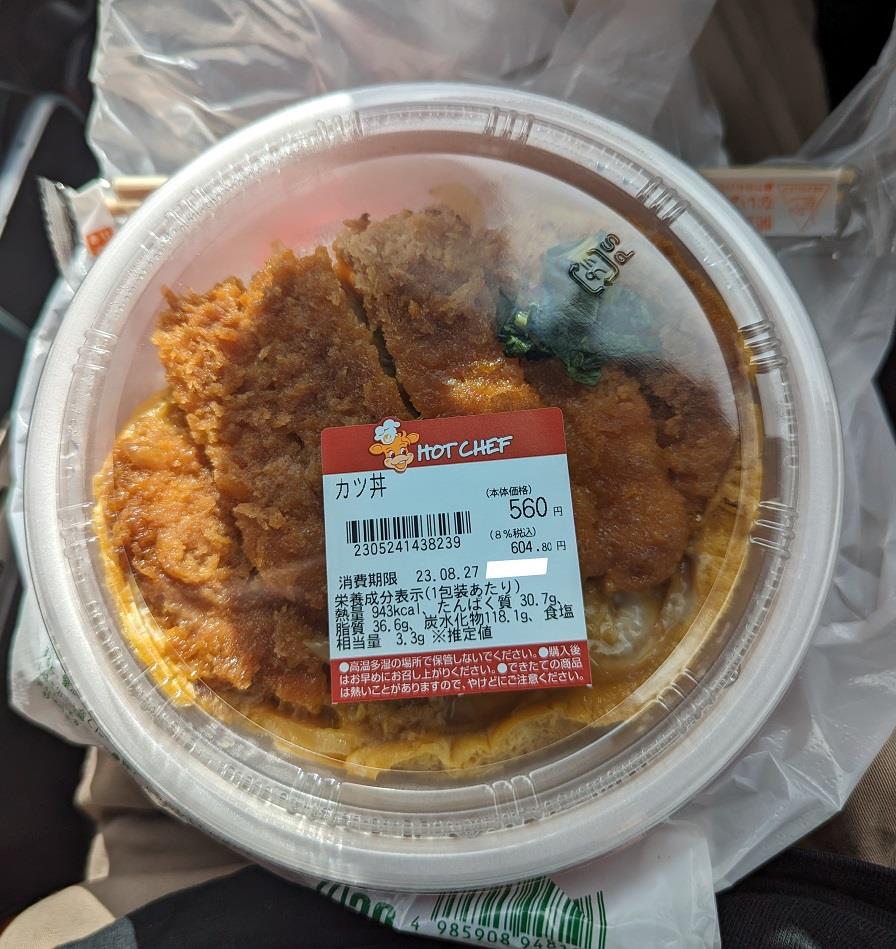 HOT CHEF
カツ丼
(本体価格)
560円
(8%税込)
604.80円
2305241438239
消費期限 23.08.27
栄養成分表示(1包装あたり)
熱量 943kcal、たんぱく質 30.7g、
脂質 36.6g、炭水化物118.1g、食塩
相当量 3.3g ※推定値
●高温多湿の場所で保管しないでください。●購入後
はお早めにお召し上がりください。●できたての商品
は熱いことがありますので、やけどにご注意ください。